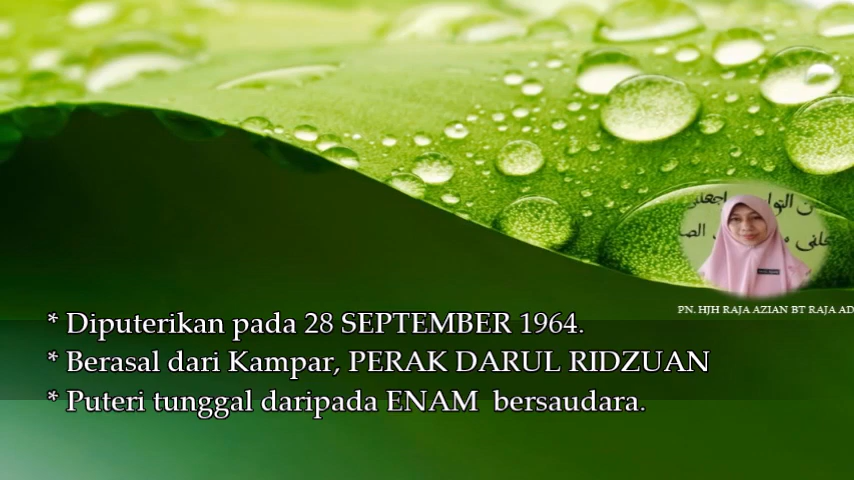 PN. HJH RAJA AZIAN BT RAJA AD
* Diputerikan pada 28 SEPTEMBER 1964.
* Berasal dari Kampar, PERAK DARUL RIDZUAN
* Puteri tunggal daripada ENAM  bersaudara.